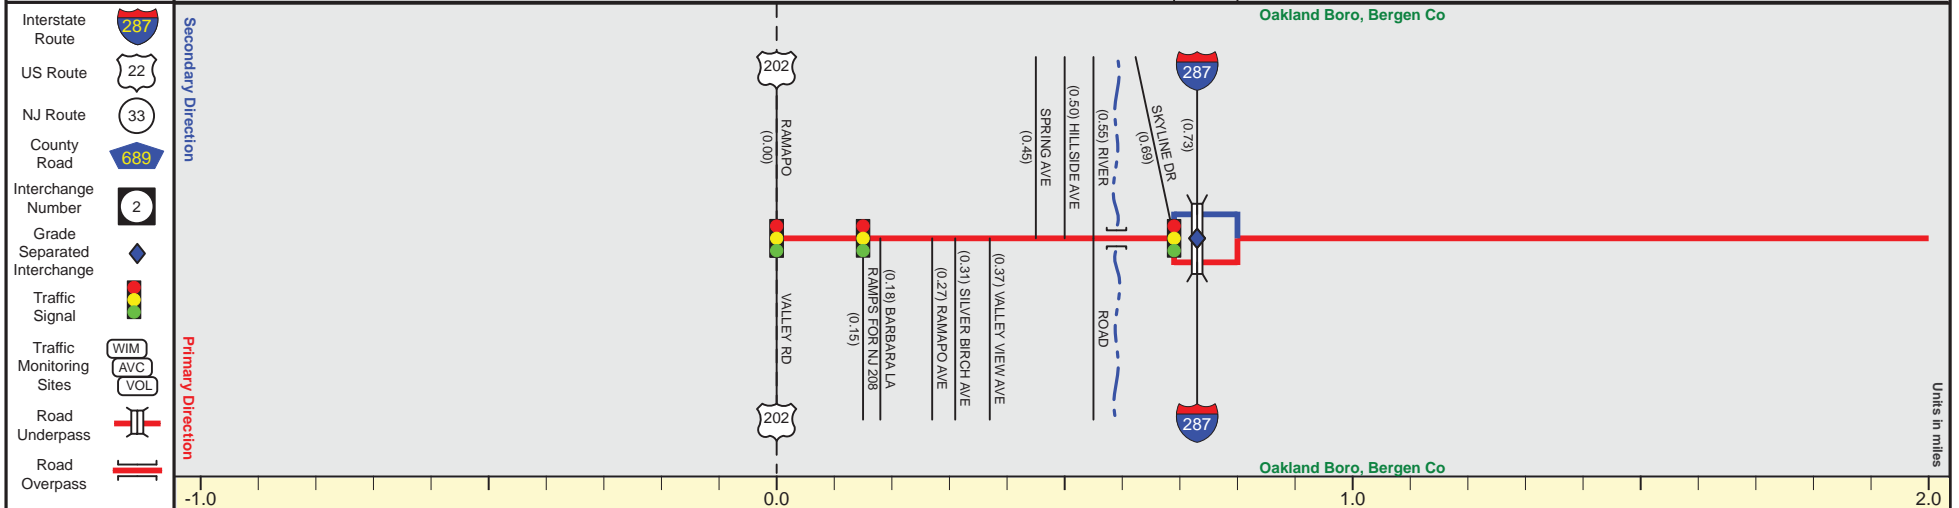 Interstate
Route
287
US Route
22
NJ Route
33
County
Road
689
Interchange
Number
2
Grade
Separated
Interchange
Traffic
Signal
Traffic
Monitoring
Sites
WIM
AVC
VOL
Road
Underpass
Road
Overpass
Secondary Direction
Primary Direction
Oakland Boro, Bergen Co
202
RAMAPO
(0.00)
VALLEY RD
202
(0.15)
RAMPS FOR NJ 208
(0.18) BARBARA LA
(0.27) RAMAPO AVE
(0.31) SILVER BIRCH AVE
(0.37) VALLEY VIEW AVE
SPRING AVE
(0.45)
(0.50) HILLSIDE AVE
(0.55) RIVER
ROAD
SKYLINE DR
(0.69)
287
(0.73)
287
Oakland Boro, Bergen Co
Units in miles
-1.0
0.0
1.0
2.0